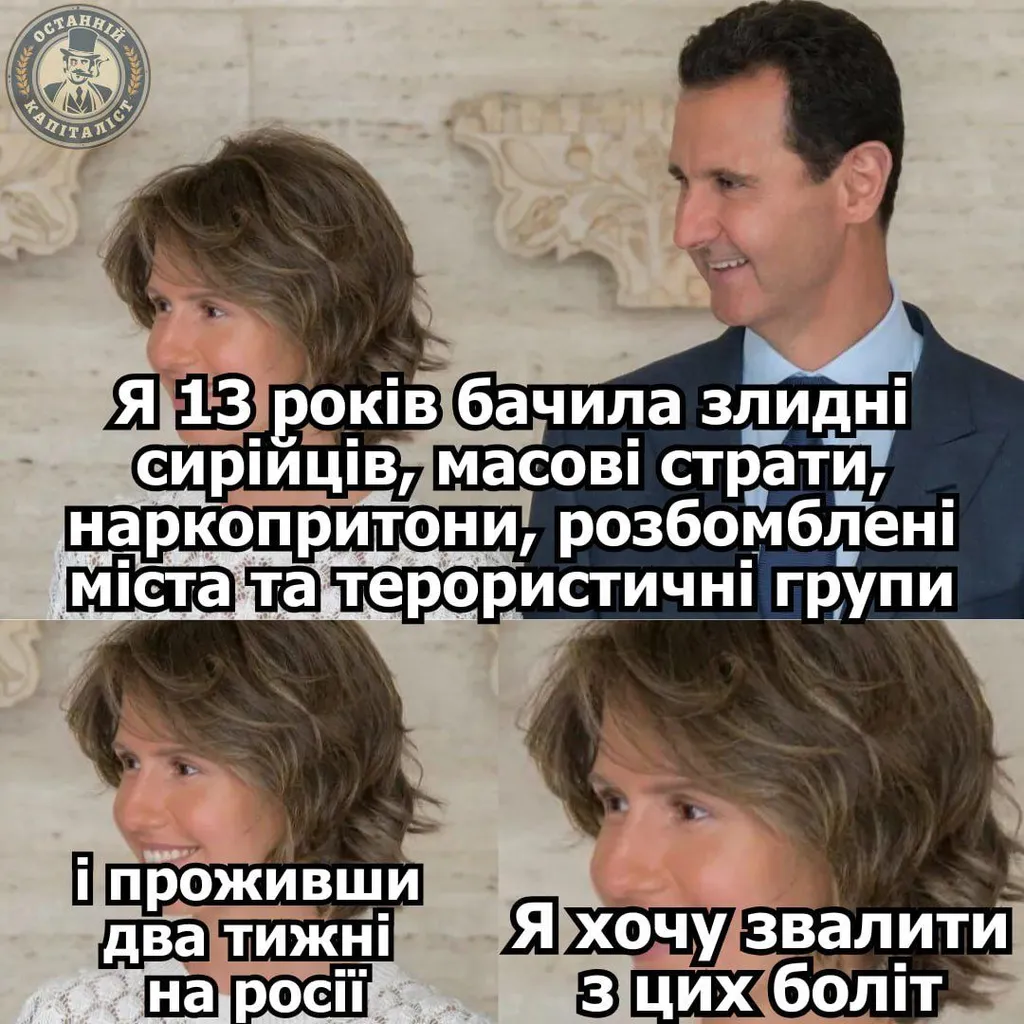 ОСТАННІЙ
КАПІТАЛІСТ
Я 13 років бачила злидні
сирійців, масові страти,
наркопритони, розбомблені
міста та терористичні групи
і проживши
два тижні
на росії
Я хочу звалити
з цих боліт